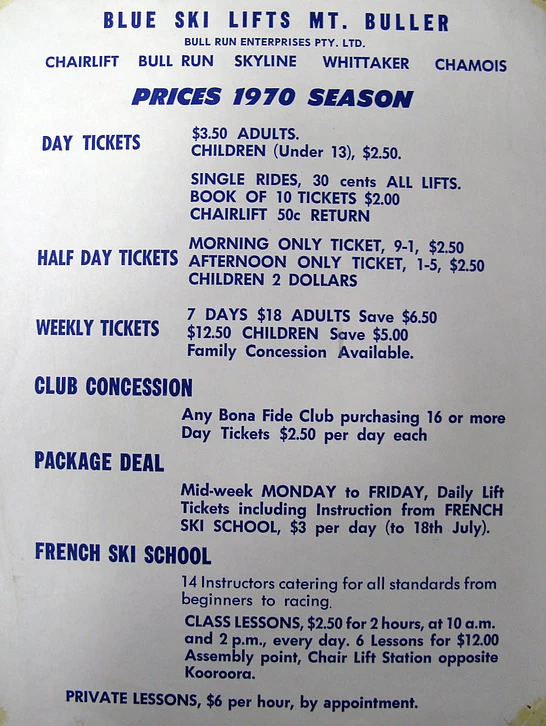 BLUE SKI LIFTS MT. BULLER
BULL RUN ENTERPRISES PTY. LTD.
CHAIRLIFT BULL RUN SKYLINE WHITTAKER CHAMOIS
PRICES 1970 SEASON
DAY TICKETS
$3.50 ADULTS.
CHILDREN (Under 13), $2.50.
SINGLE RIDES, 30 cents ALL LIFTS.
BOOK OF 10 TICKETS $2.00
CHAIRLIFT 50c RETURN
HALF DAY TICKETS
MORNING ONLY TICKET, 9-1, $2.50
AFTERNOON ONLY TICKET, 1-5, $2.50
CHILDREN 2 DOLLARS
WEEKLY TICKETS
7 DAYS $18 ADULTS Save $6.50
$12.50 CHILDREN Save $5.00
Family Concession Available.
CLUB CONCESSION
Any Bona Fide Club purchasing 16 or more
Day Tickets $2.50 per day each
PACKAGE DEAL
Mid-week MONDAY to FRIDAY, Daily Lift
Tickets including Instruction from FRENCH
SKI SCHOOL, $3 per day (to 18th July).
FRENCH SKI SCHOOL
14 Instructors catering for all standards from
beginners to racing.
CLASS LESSONS, $2.50 for 2 hours, at 10 a.m.
and 2 p.m., every day. 6 Lessons for $12.00
Assembly point, Chair Lift Station opposite
Kooroora.
PRIVATE LESSONS, $6 per hour, by appointment.